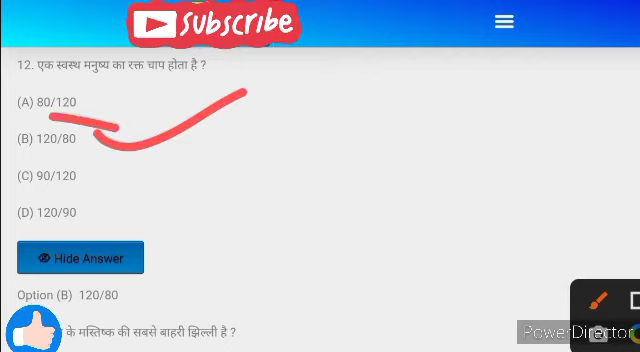 Subscribe
12. एक स्वस्थ मनुष्य का रक्त चाप होता है ?
(A) 80/120
(B) 120/80
(C) 90/120
(D) 120/90
Hide Answer
Option (B) 120/80
के मस्तिष्क की सबसे बाहरी झिल्ली है ?
PowerDirector